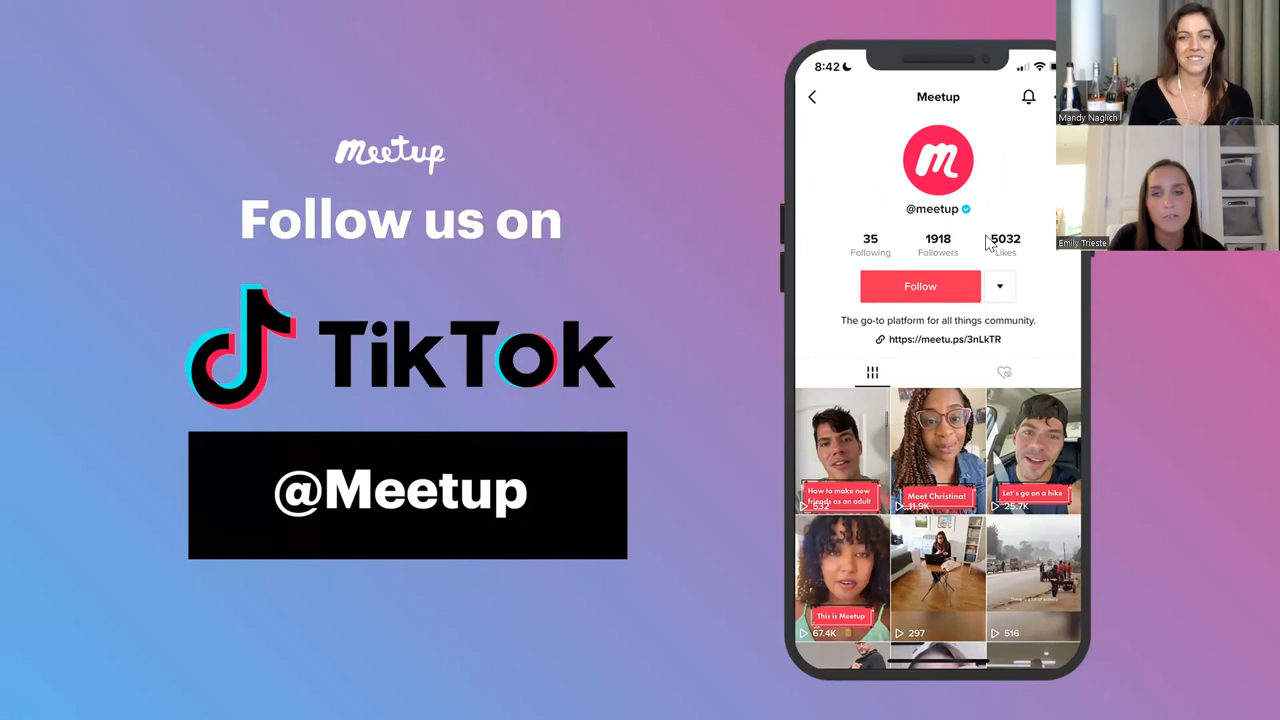 meetup
Follow us on
TikTok
@Meetup
8:42
Meetup
@meetup
35
1918
5032
Following
Followers
Likes
Follow
The go-to platform for all things community.
https://meetu.ps/3nLkTR
How to make new
friends as an adult
532
Meet Christina!
11.9K
Let's go on a hike
25.7K
This is Meetup
67.4K
297
516
Mandy Naglich
Emily Trieste